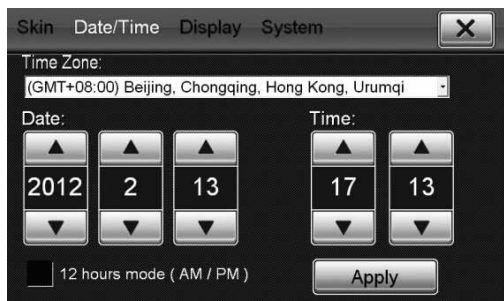 Skin Date/Time Display System
Time Zone:
(GMT+08:00) Beijing, Chongqing, Hong Kong, Urumqi
Date: Time:
2012 2 13 17 13
12 hours mode ( AM / PM ) Apply